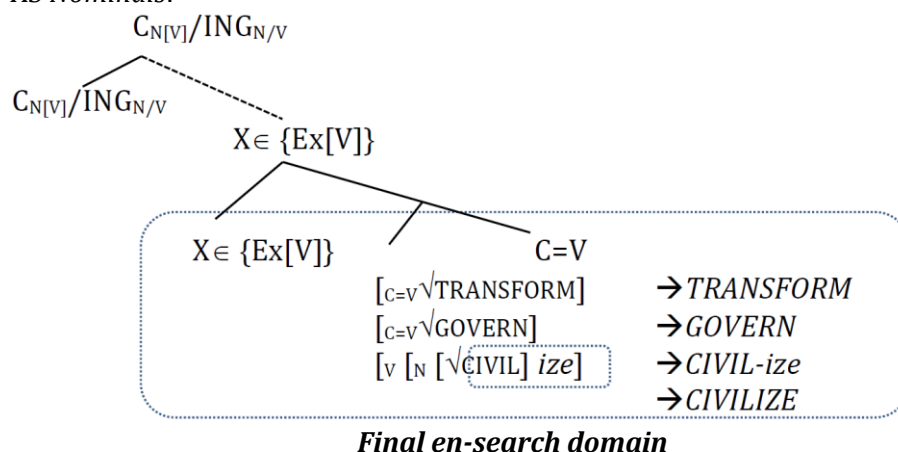 AS Nominals:
C_N[V]/ING_N/V
C_N[V]/ING_N/V
X∈ {Ex[V]}
X∈ {Ex[V]} C=V
[C=V√TRANSFORM] →TRANSFORM
[C=V√GOVERN] →GOVERN
[V [N [√CIVIL] ize] →CIVIL-ize
→CIVILIZE
Final en-search domain